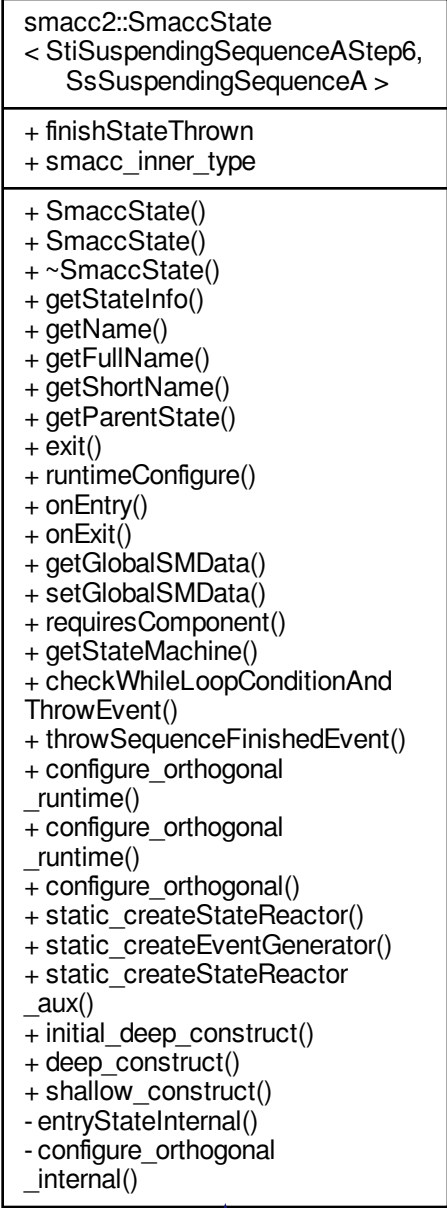 smacc2::SmaccState
< StiSuspendingSequenceAStep6,
SsSuspendingSequenceA >
+ finishStateThrown
+ smacc_inner_type
+ SmaccState()
+ SmaccState()
+ ~SmaccState()
+ getStateInfo()
+ getName()
+ getFullName()
+ getShortName()
+ getParentState()
+ exit()
+ runtimeConfigure()
+ onEntry()
+ onExit()
+ getGlobalSMData()
+ setGlobalSMData()
+ requiresComponent()
+ getStateMachine()
+ checkWhileLoopConditionAnd
ThrowEvent()
+ throwSequenceFinishedEvent()
+ configure_orthogonal
_runtime()
+ configure_orthogonal
_runtime()
+ configure_orthogonal()
+ static_createStateReactor()
+ static_createEventGenerator()
+ static_createStateReactor
_aux()
+ initial_deep_construct()
+ deep_construct()
+ shallow_construct()
- entryStateInternal()
- configure_orthogonal
_internal()